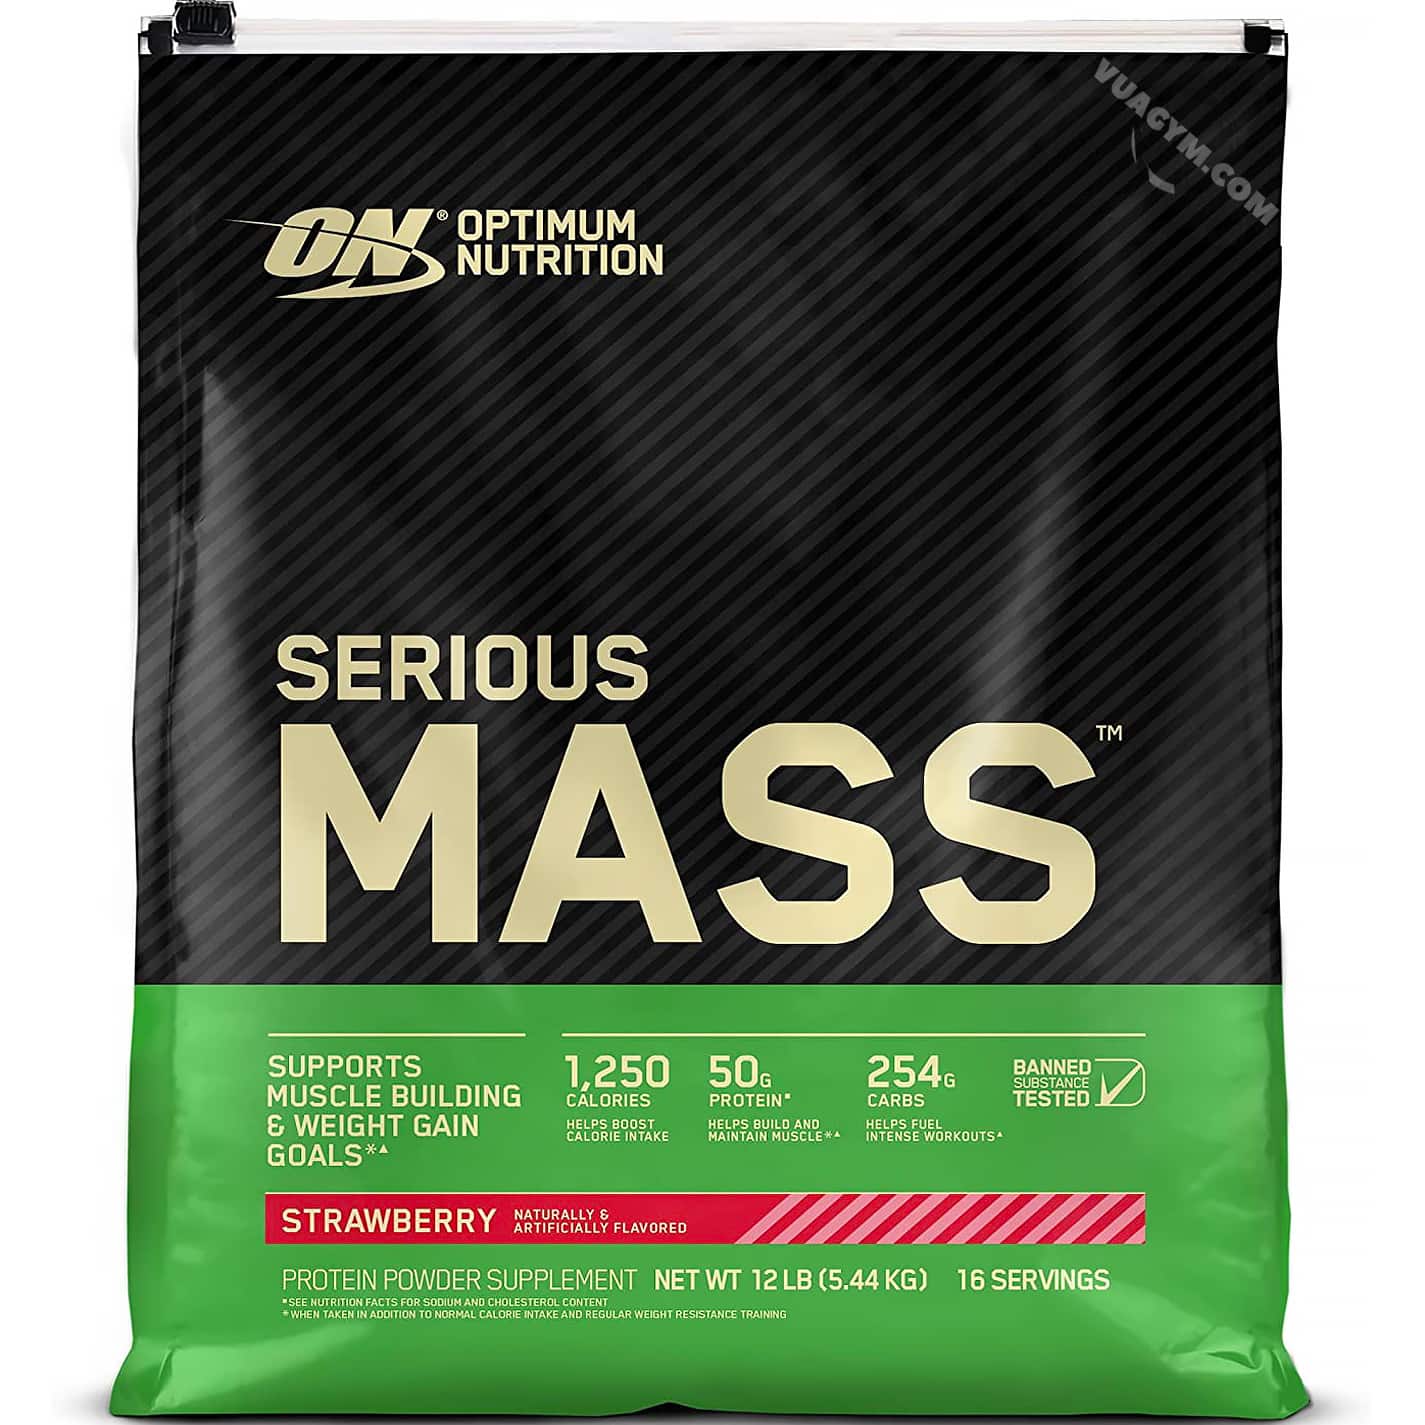 VUAGYM.COM
ON® OPTIMUM
NUTRITION
SERIOUS
MASS™
SUPPORTS
MUSCLE BUILDING
& WEIGHT GAIN
GOALS*▲
1,250
CALORIES
HELPS BOOST
CALORIE INTAKE
50G
PROTEIN▪
HELPS BUILD AND
MAINTAIN MUSCLE*▲
254G
CARBS
HELPS FUEL
INTENSE WORKOUTS▲
BANNED
SUBSTANCE
TESTED
STRAWBERRY
NATURALLY &
ARTIFICIALLY FLAVORED
PROTEIN POWDER SUPPLEMENT NET WT 12 LB (5.44 KG) 16 SERVINGS
▪SEE NUTRITION FACTS FOR SODIUM AND CHOLESTEROL CONTENT
*WHEN TAKEN IN ADDITION TO NORMAL CALORIE INTAKE AND REGULAR WEIGHT RESISTANCE TRAINING